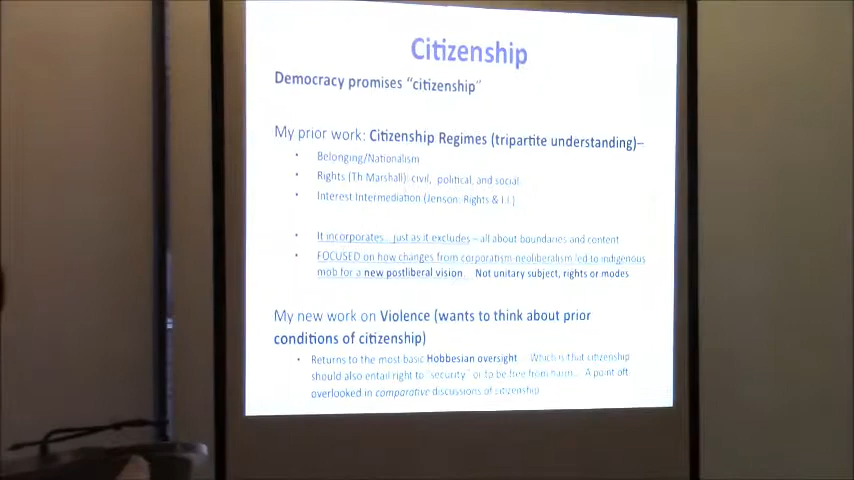 Citizenship
Democracy promises "citizenship"
My prior work: Citizenship Regimes (tripartite understanding)–
• Belonging/Nationalism
• Rights (Th Marshall): civil, political, and social
• Interest Intermediation (Jenson: Rights & I.I.)
• It incorporates... just as it excludes – all about boundaries and content
• FOCUSED on how changes from corporatism-neoliberalism led to indigenous
mob for a new postliberal vision... Not unitary subject, rights or modes
My new work on Violence (wants to think about prior
conditions of citizenship)
• Returns to the most basic Hobbesian oversight... Which is that citizenship
should also entail right to 'security' or to be free from harm... A point oft
overlooked in comparative discussions of citizenship